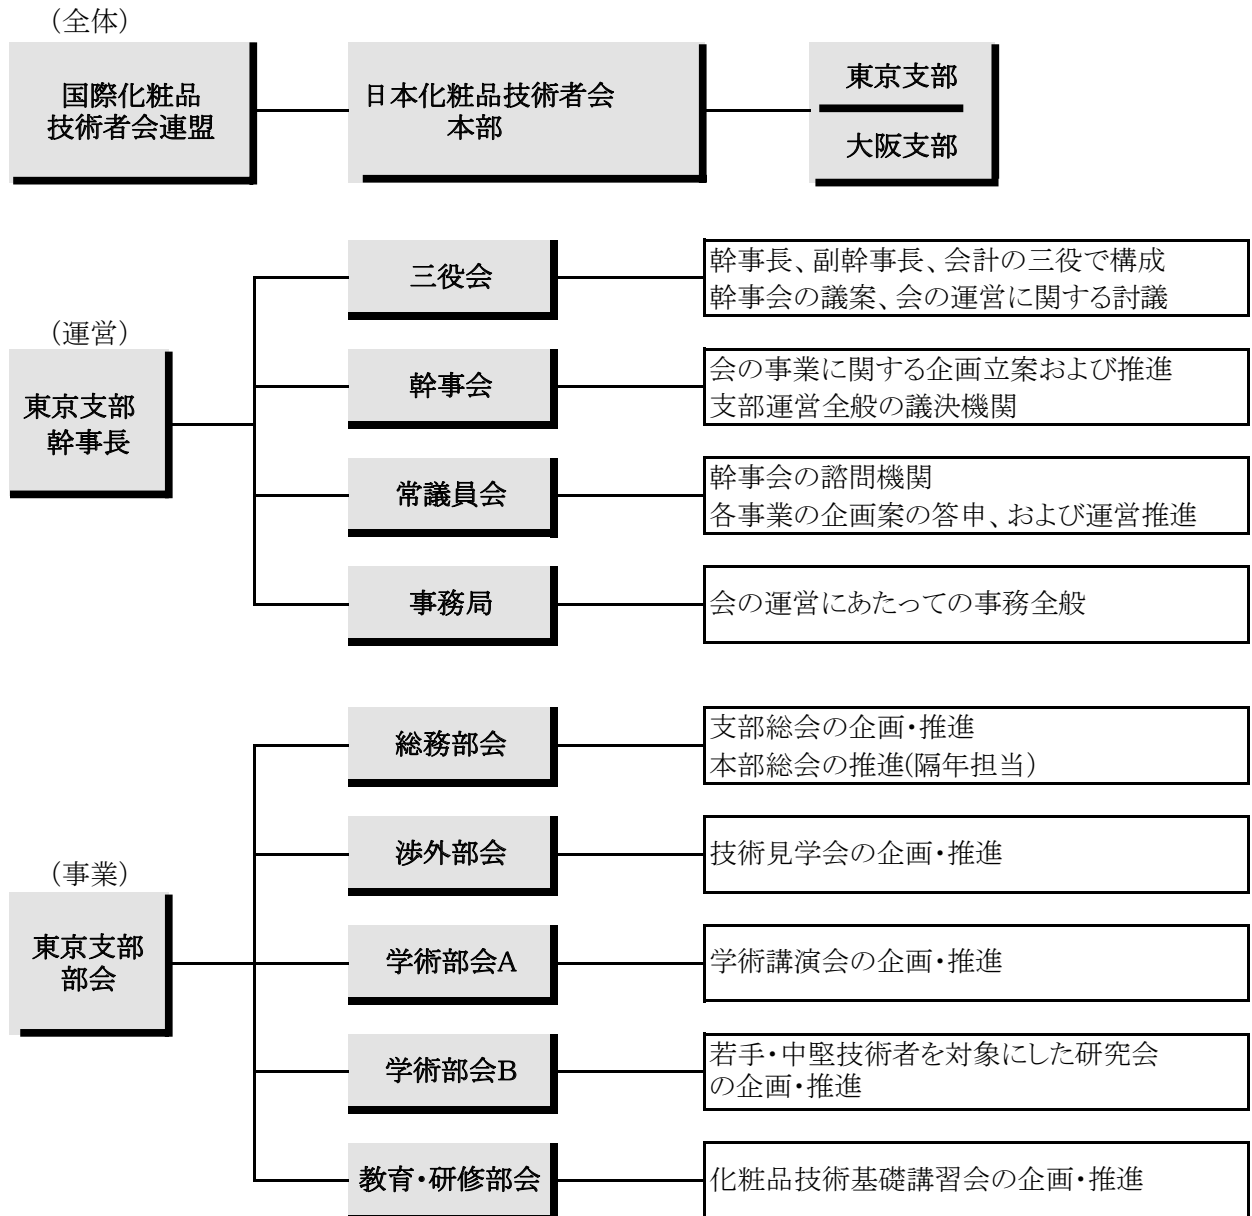 （全体）
国際化粧品
技術者会連盟
日本化粧品技術者会
本部
東京支部
大阪支部
（運営）
東京支部
幹事長
三役会
幹事長、副幹事長、会計の三役で構成
幹事会の議案、会の運営に関する討議
幹事会
会の事業に関する企画立案および推進
支部運営全般の議決機関
常議員会
幹事会の諮問機関
各事業の企画案の答申、および運営推進
事務局
会の運営にあたっての事務全般
（事業）
東京支部
部会
総務部会
支部総会の企画・推進
本部総会の推進(隔年担当）
渉外部会
技術見学会の企画・推進
学術部会A
学術講演会の企画・推進
学術部会B
若手・中堅技術者を対象にした研究会
の企画・推進
教育・研修部会
化粧品技術基礎講習会の企画・推進